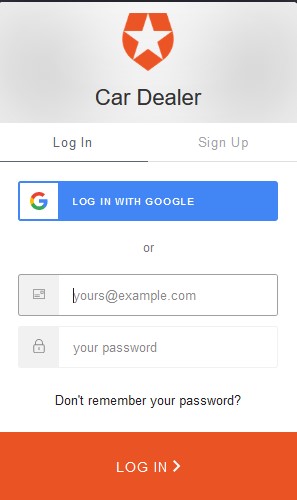 Car Dealer
Log In
Sign Up
LOG IN WITH GOOGLE
or
yours@example.com
your password
Don't remember your password?
LOG IN